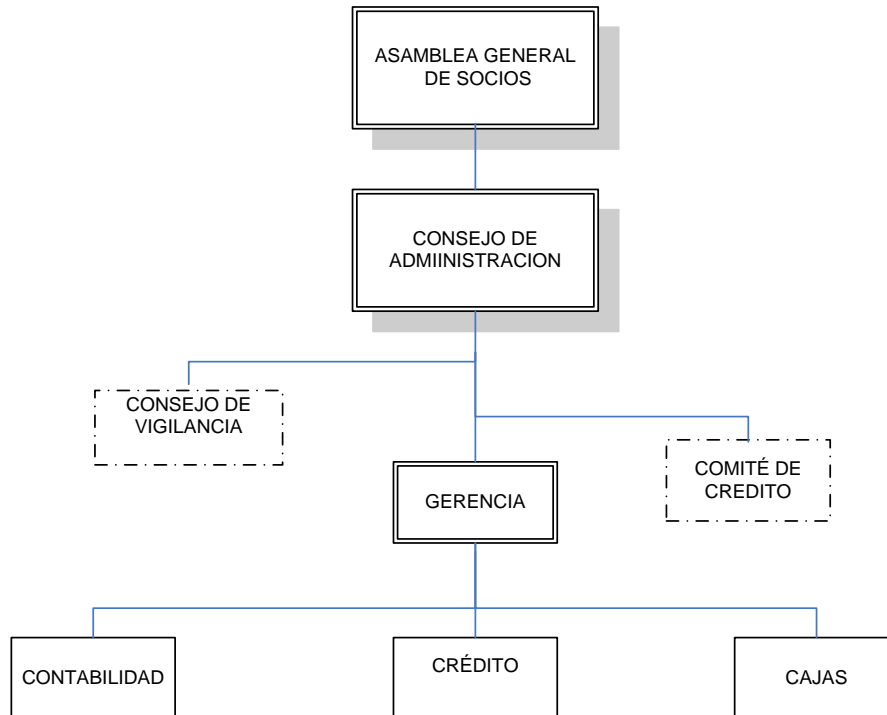 ASAMBLEA GENERAL
DE SOCIOS
CONSEJO DE
ADMIINISTRACION
CONSEJO DE
VIGILANCIA
COMITÉ DE
CREDITO
GERENCIA
CONTABILIDAD
CRÉDITO
CAJAS